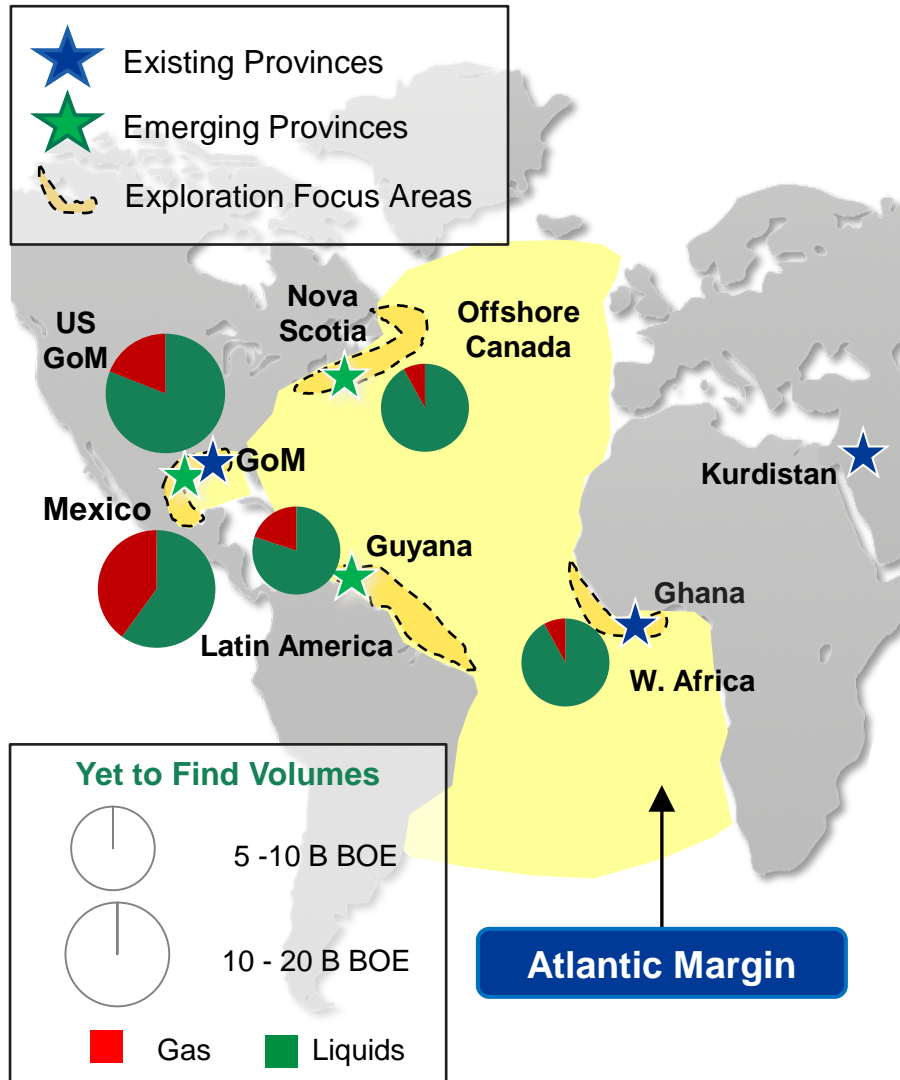 Existing Provinces
Emerging Provinces
Exploration Focus Areas
Nova
Scotia
Offshore
Canada
US
GoM
GoM
Kurdistan
Mexico
Guyana
Ghana
Latin America
W. Africa
Yet to Find Volumes
5 -10 B BOE
10 - 20 B BOE
Gas
Liquids
Atlantic Margin